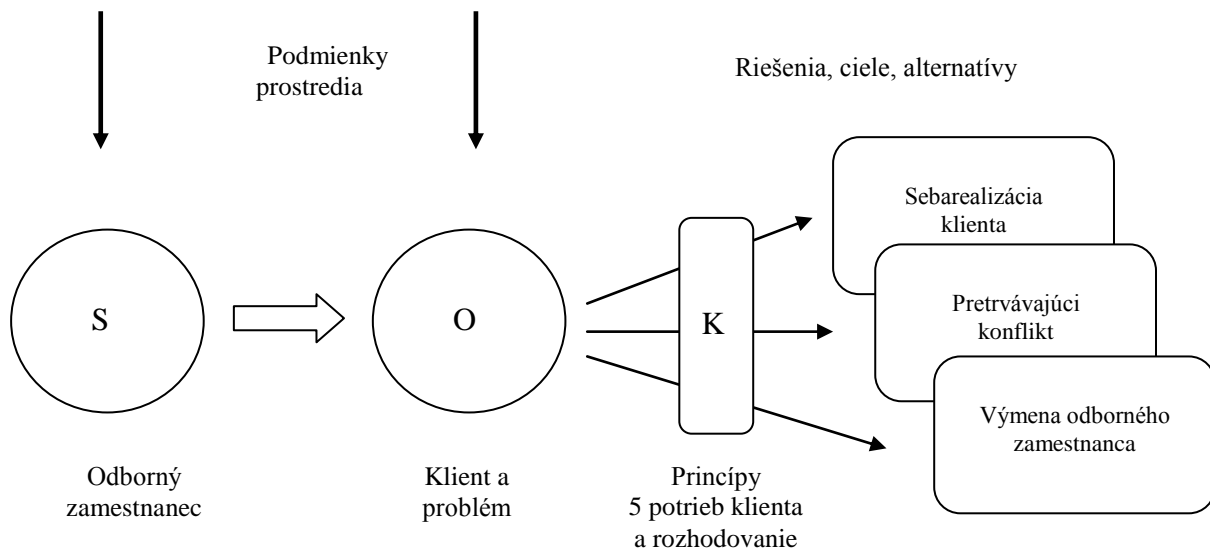 Podmienky
prostredia
Riešenia, ciele, alternatívy
Sebarealizácia
klienta
Pretrvávajúci
konflikt
Výmena odborného
zamestnanca
S
O
K
Odborný
zamestnanec
Klient a
problém
Princípy
5 potrieb klienta
a rozhodovanie